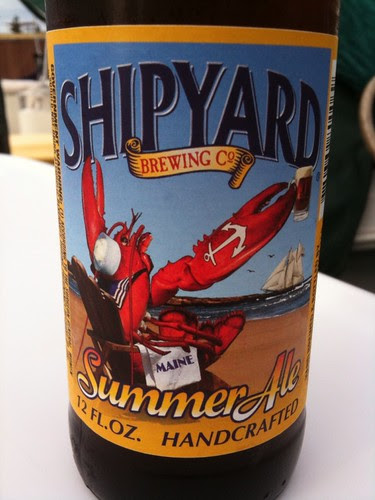 SHIPYARD
BREWING CO
MAINE
Summer Ale
12 FL.OZ. HANDCRAFTED